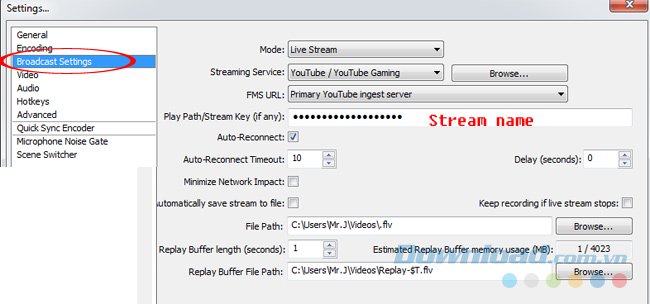 Settings...
General
Encoding
Broadcast Settings
Video
Audio
Hotkeys
Advanced
Quick Sync Encoder
Microphone Noise Gate
Scene Switcher
Mode: Live Stream
Streaming Service: YouTube / YouTube Gaming Browse...
FMS URL: Primary YouTube ingest server
Play Path/Stream Key (if any): ●●●●●●●●●●●●●●●●●●● Stream name
Auto-Reconnect:
Auto-Reconnect Timeout: 10 Delay (seconds): 0
Minimize Network Impact:
Automatically save stream to file: Keep recording if live stream stops:
File Path: C:\Users\Mr.J\Videos\.flv Browse...
Replay Buffer length (seconds): 1 Estimated Replay Buffer memory usage (MB): 1 / 4023
Replay Buffer File Path: C:\Users\Mr.J\Videos\Replay-$T.flv Browse...
Download.com.vn